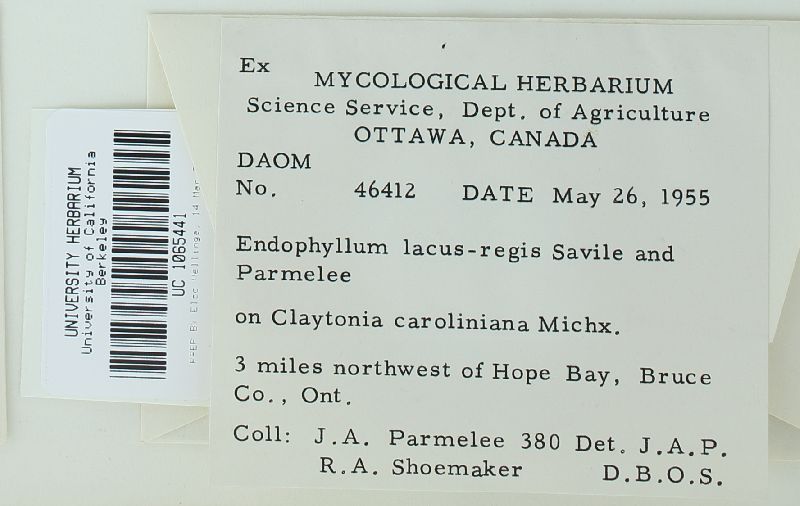 Ex
MYCOLOGICAL HERBARIUM
Science Service, Dept. of Agriculture
OTTAWA, CANADA
DAOM
No. 46412 DATE May 26, 1955
Endophyllum lacus-regis Savile and
Parmelee
on Claytonia caroliniana Michx.
3 miles northwest of Hope Bay, Bruce
Co., Ont.
Coll: J.A. Parmelee 380 Det. J.A.P.
R.A. Shoemaker D.B.O.S.
UNIVERSITY HERBARIUM
University of California
Berkeley
UC 1065441